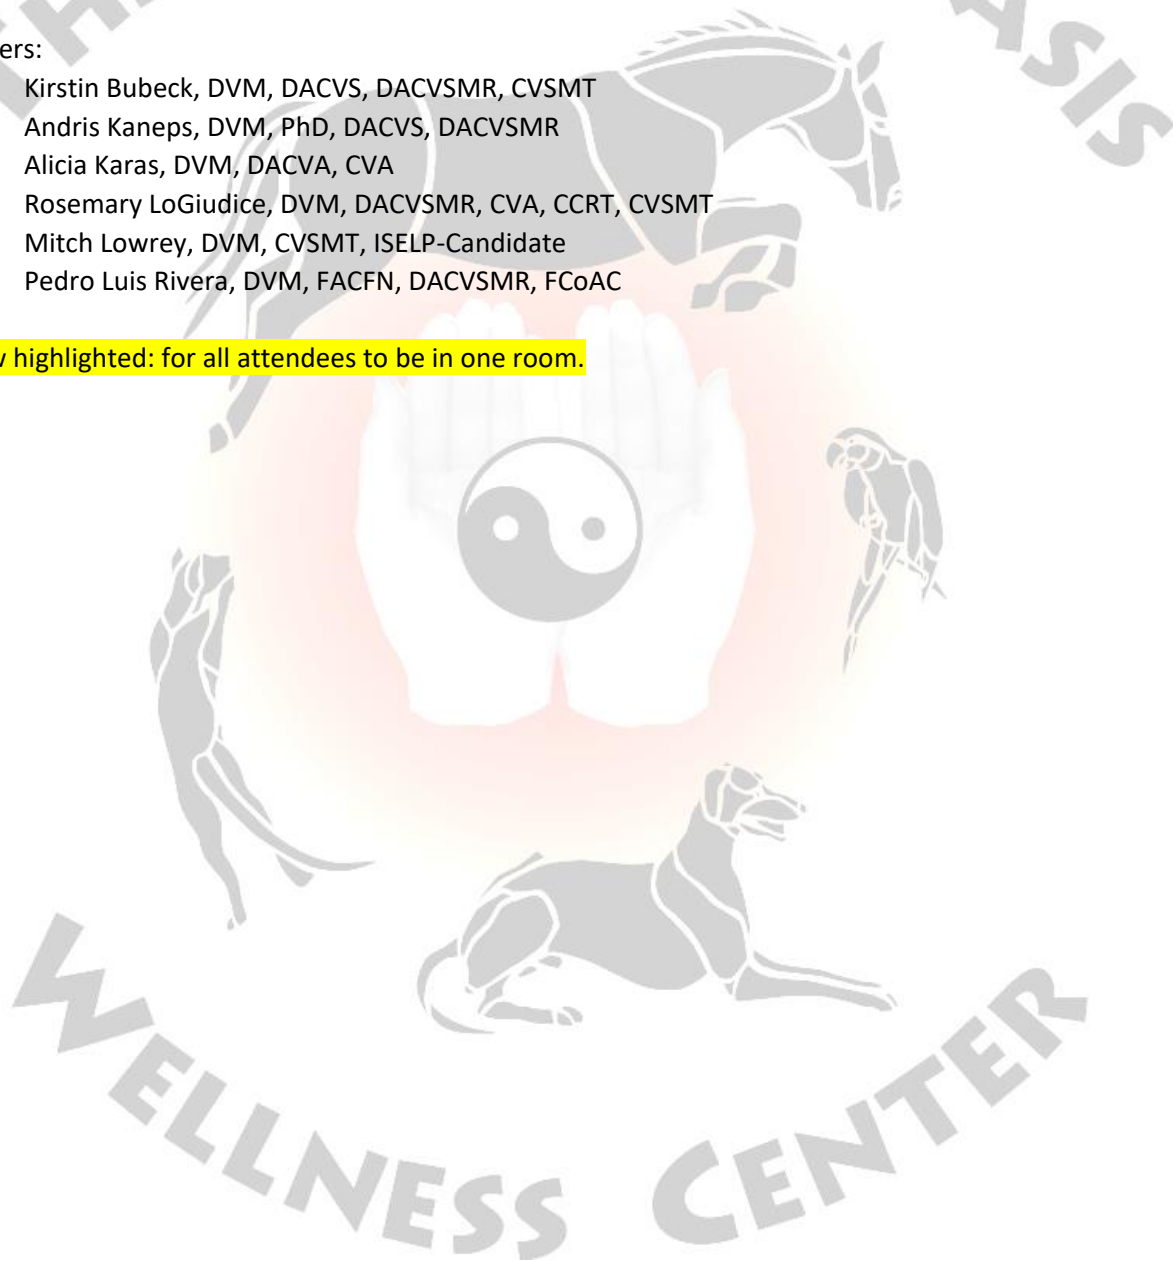 ASIS
ers:
Kirstin Bubeck, DVM, DACVS, DACVSMR, CVSMT
Andris Kaneps, DVM, PhD, DACVS, DACVSMR
Alicia Karas, DVM, DACVA, CVA
Rosemary LoGiudice, DVM, DACVSMR, CVA, CCRT, CVSMT
Mitch Lowrey, DVM, CVSMT, ISELP-Candidate
Pedro Luis Rivera, DVM, FACFN, DACVSMR, FCoAC
w highlighted: for all attendees to be in one room.
WELLNESS CENTER